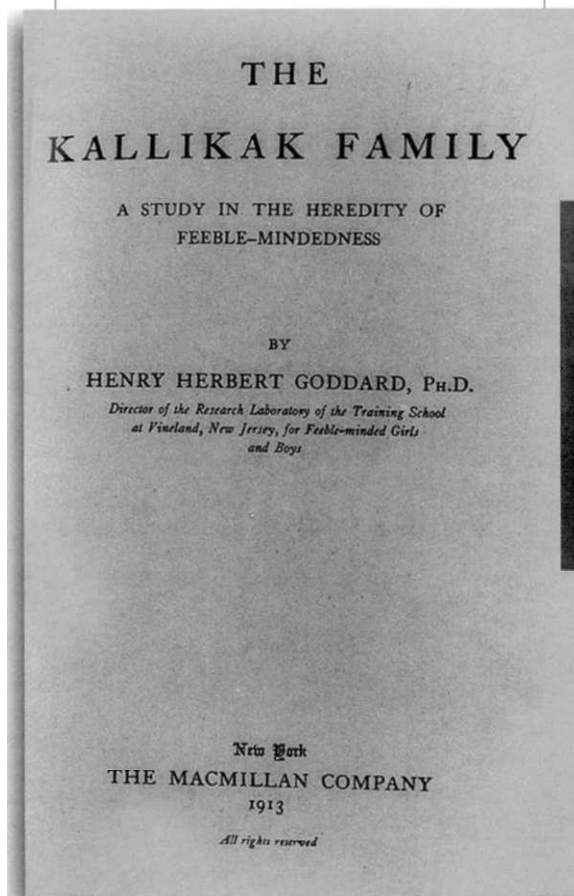 THE
KALLIKAK FAMILY
A STUDY IN THE HEREDITY OF
FEEBLE-MINDEDNESS
BY
HENRY HERBERT GODDARD, PH.D.
Director of the Research Laboratory of the Training School
at Vineland, New Jersey, for Feeble-minded Girls
and Boys
New York
THE MACMILLAN COMPANY
1913
All rights reserved